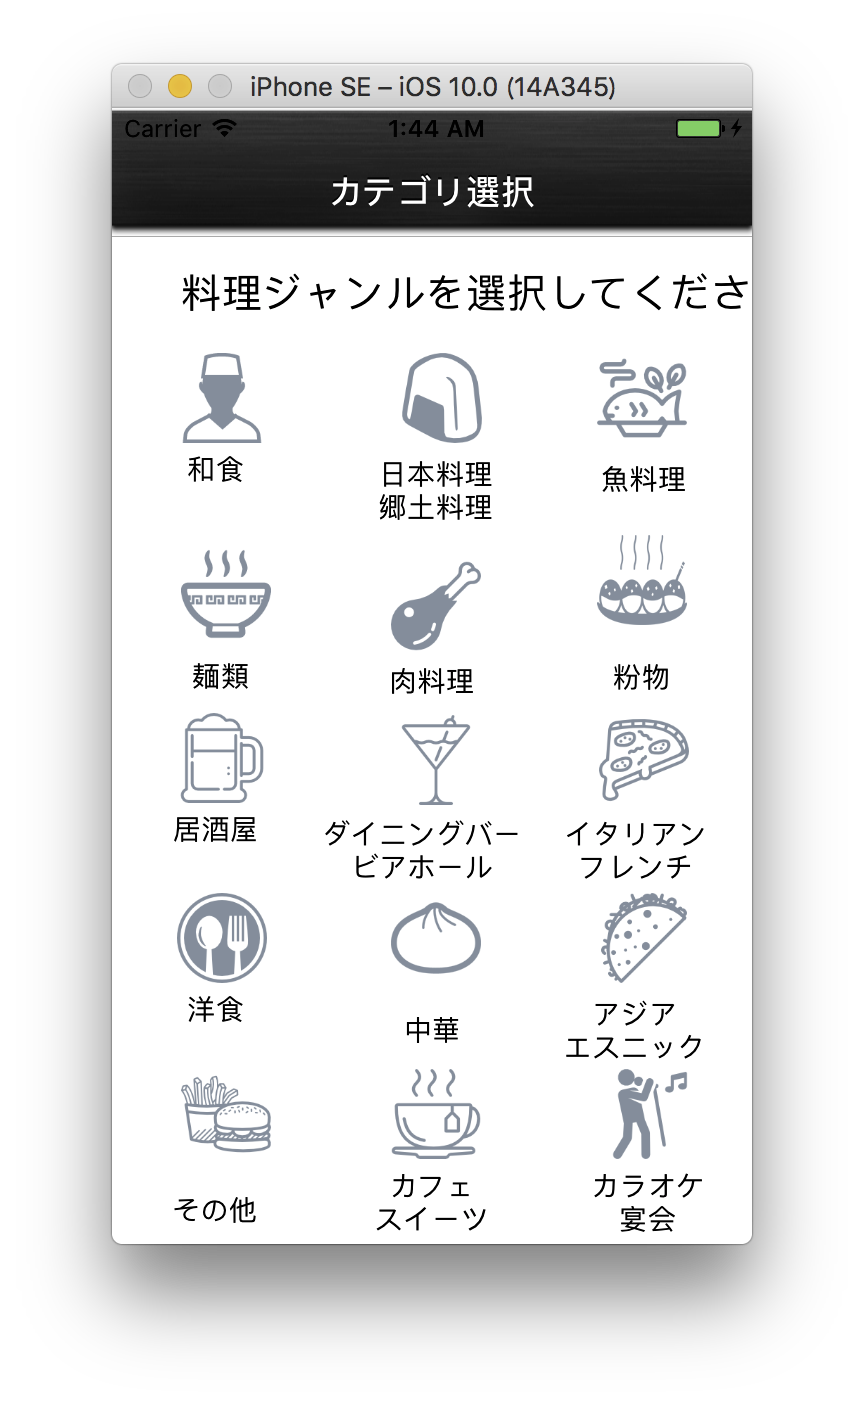 iPhone SE – iOS 10.0 (14A345)
Carrier 1:44 AM
カテゴリ選択
料理ジャンルを選択してくださ
和食
日本料理
郷土料理
魚料理
麺類
肉料理
粉物
居酒屋
ダイニングバー
ビアホール
イタリアン
フレンチ
洋食
中華
アジア
エスニック
その他
カフェ
スイーツ
カラオケ
宴会